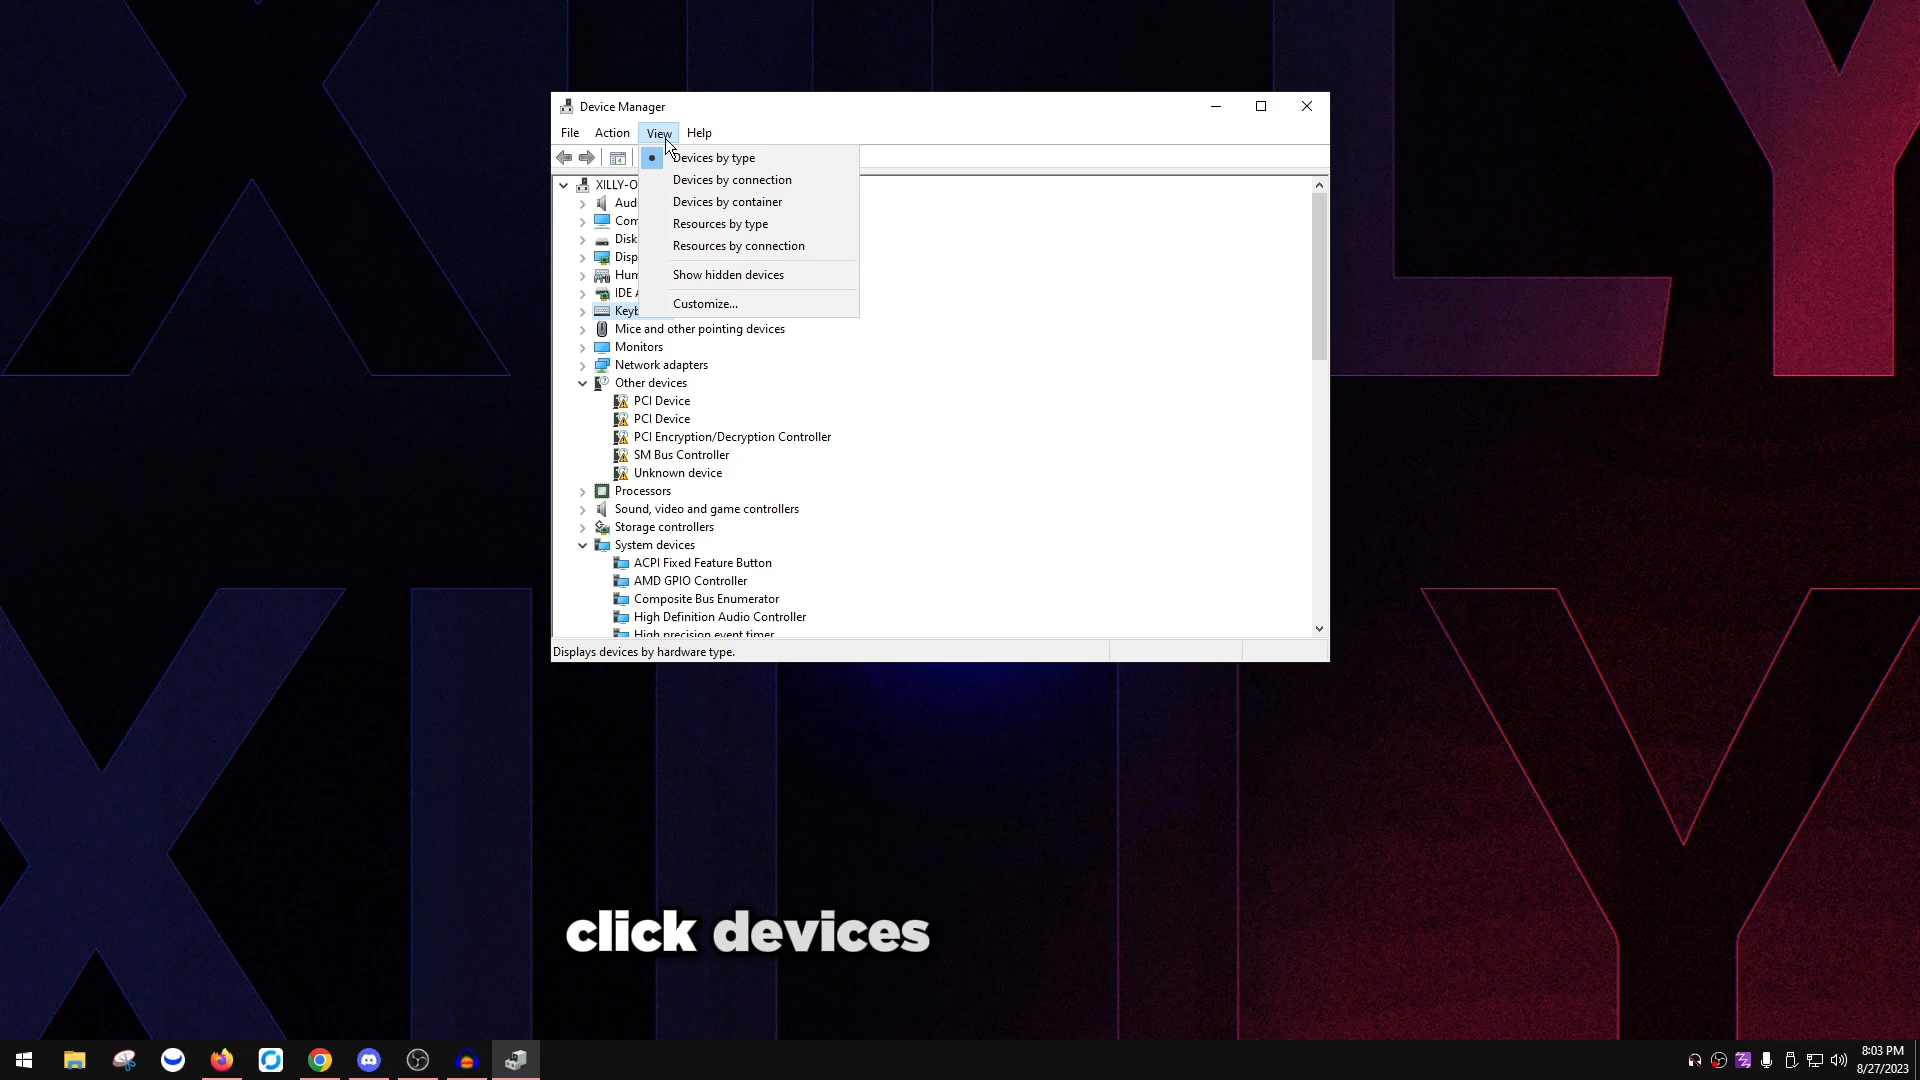 Device Manager
File Action View Help
Devices by type
Devices by connection
Devices by container
Resources by type
Resources by connection
Show hidden devices
Customize...
XILLY-O
Aud
Com
Disk
Disp
Hum
IDE A
Keyb
Mice and other pointing devices
Monitors
Network adapters
Other devices
PCI Device
PCI Device
PCI Encryption/Decryption Controller
SM Bus Controller
Unknown device
Processors
Sound, video and game controllers
Storage controllers
System devices
ACPI Fixed Feature Button
AMD GPIO Controller
Composite Bus Enumerator
High Definition Audio Controller
High precision event timer
Displays devices by hardware type.
click devices
8:03 PM
8/27/2023